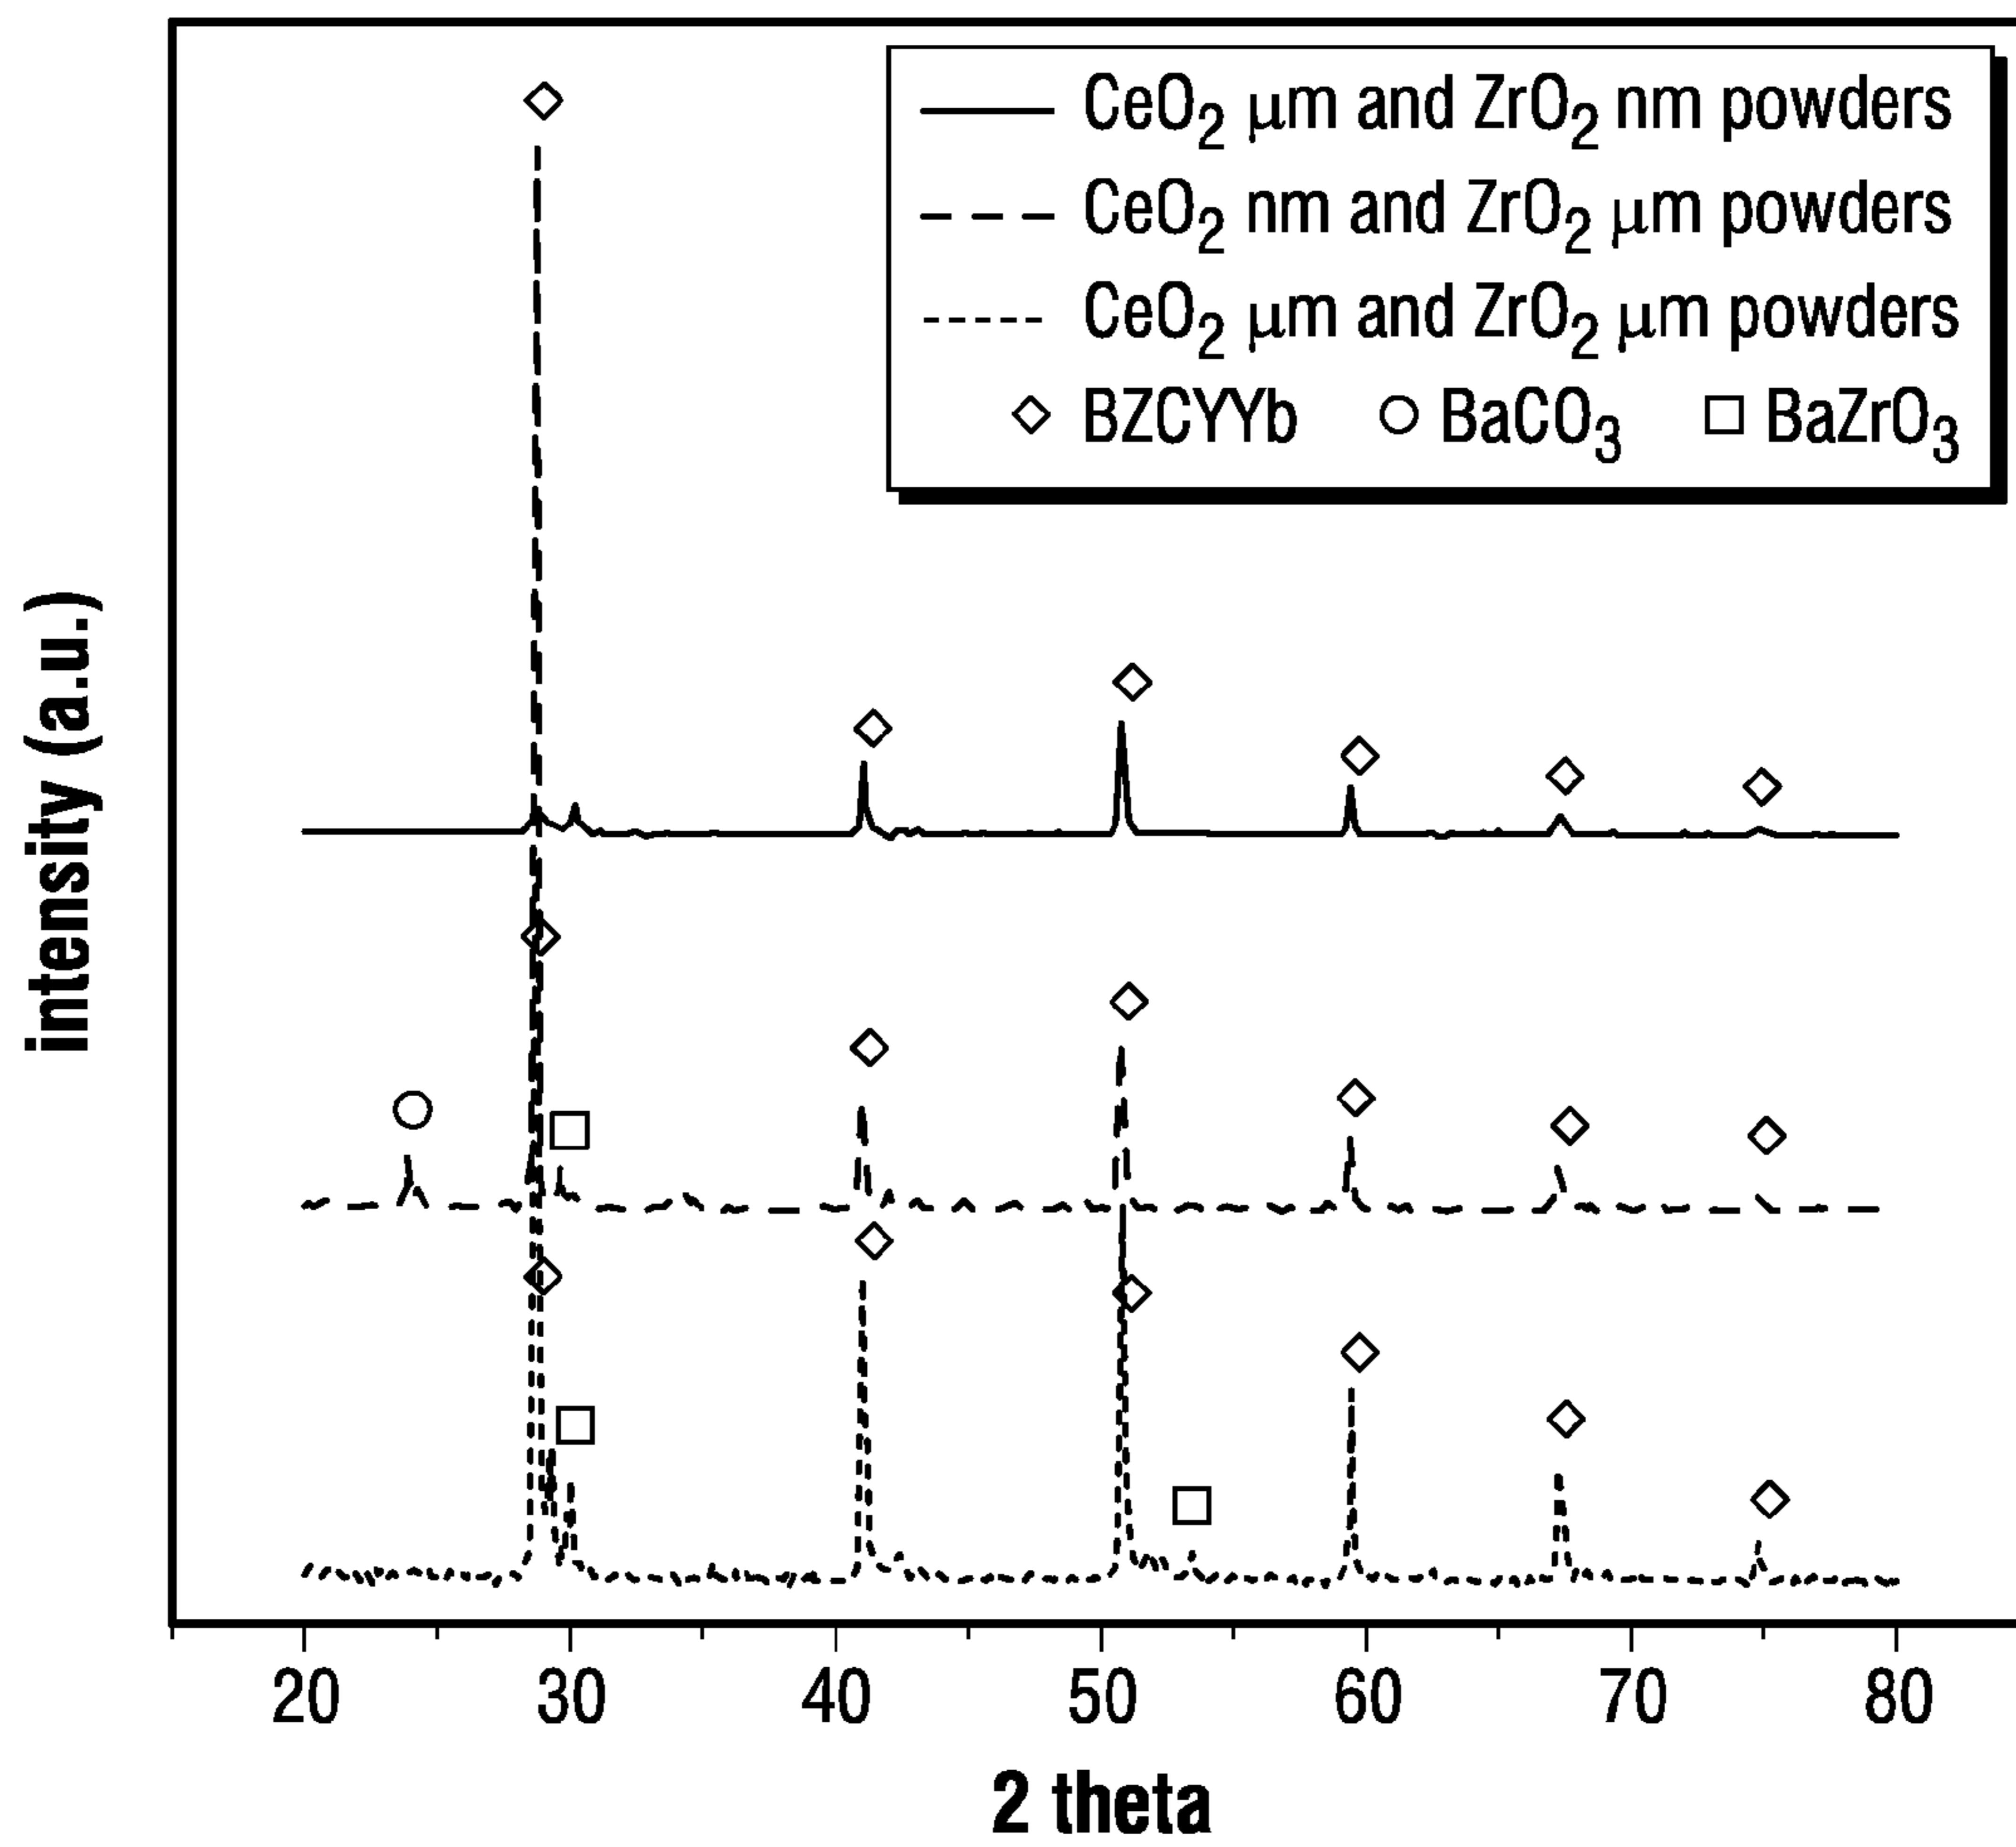 CeO₂ μm and ZrO₂ nm powders
CeO₂ nm and ZrO₂ μm powders
CeO₂ μm and ZrO₂ μm powders
BZCYYb BaCO₃ BaZrO₃
intensity (a.u.)
20 30 40 50 60 70 80
2 theta